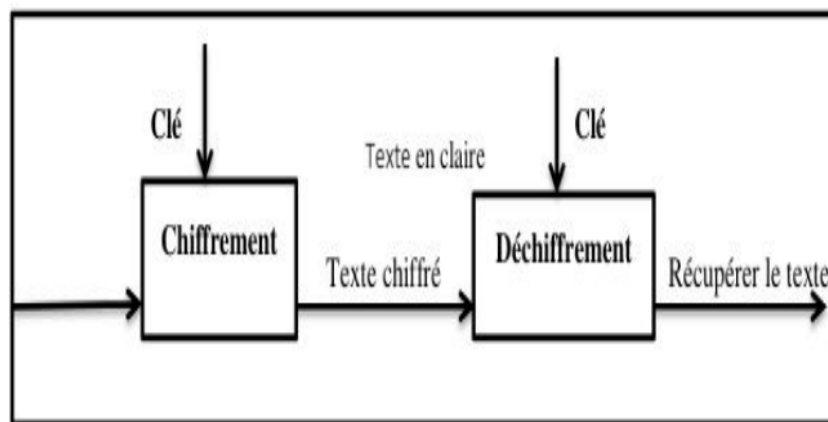 Clé
Clé
Texte en claire
Chiffrement
Déchiffrement
Texte chiffré
Récupérer le texte